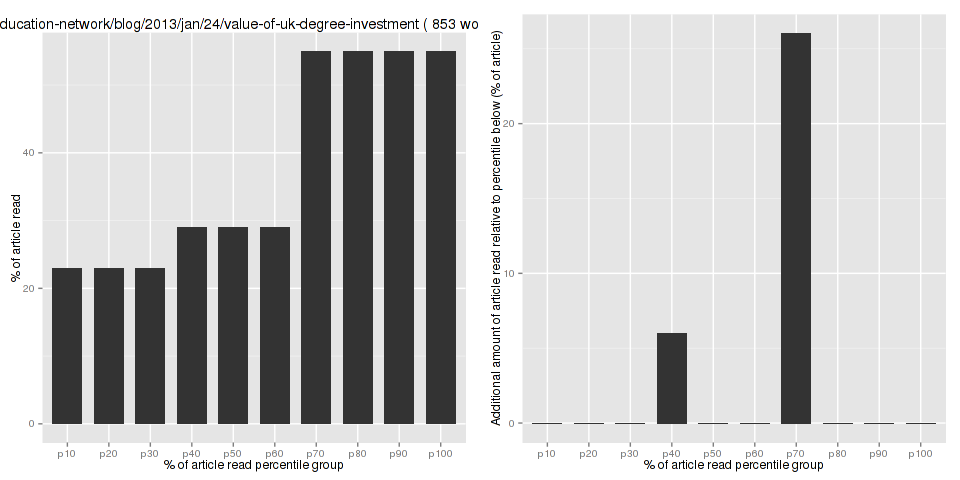 ducation-network/blog/2013/jan/24/value-of-uk-degree-investment ( 853 wo
% of article read
40
20
0
p10 p20 p30 p40 p50 p60 p70 p80 p90 p100
% of article read percentile group
Additional amount of article read relative to percentile below (% of article)
20
10
0
p10 p20 p30 p40 p50 p60 p70 p80 p90 p100
% of article read percentile group